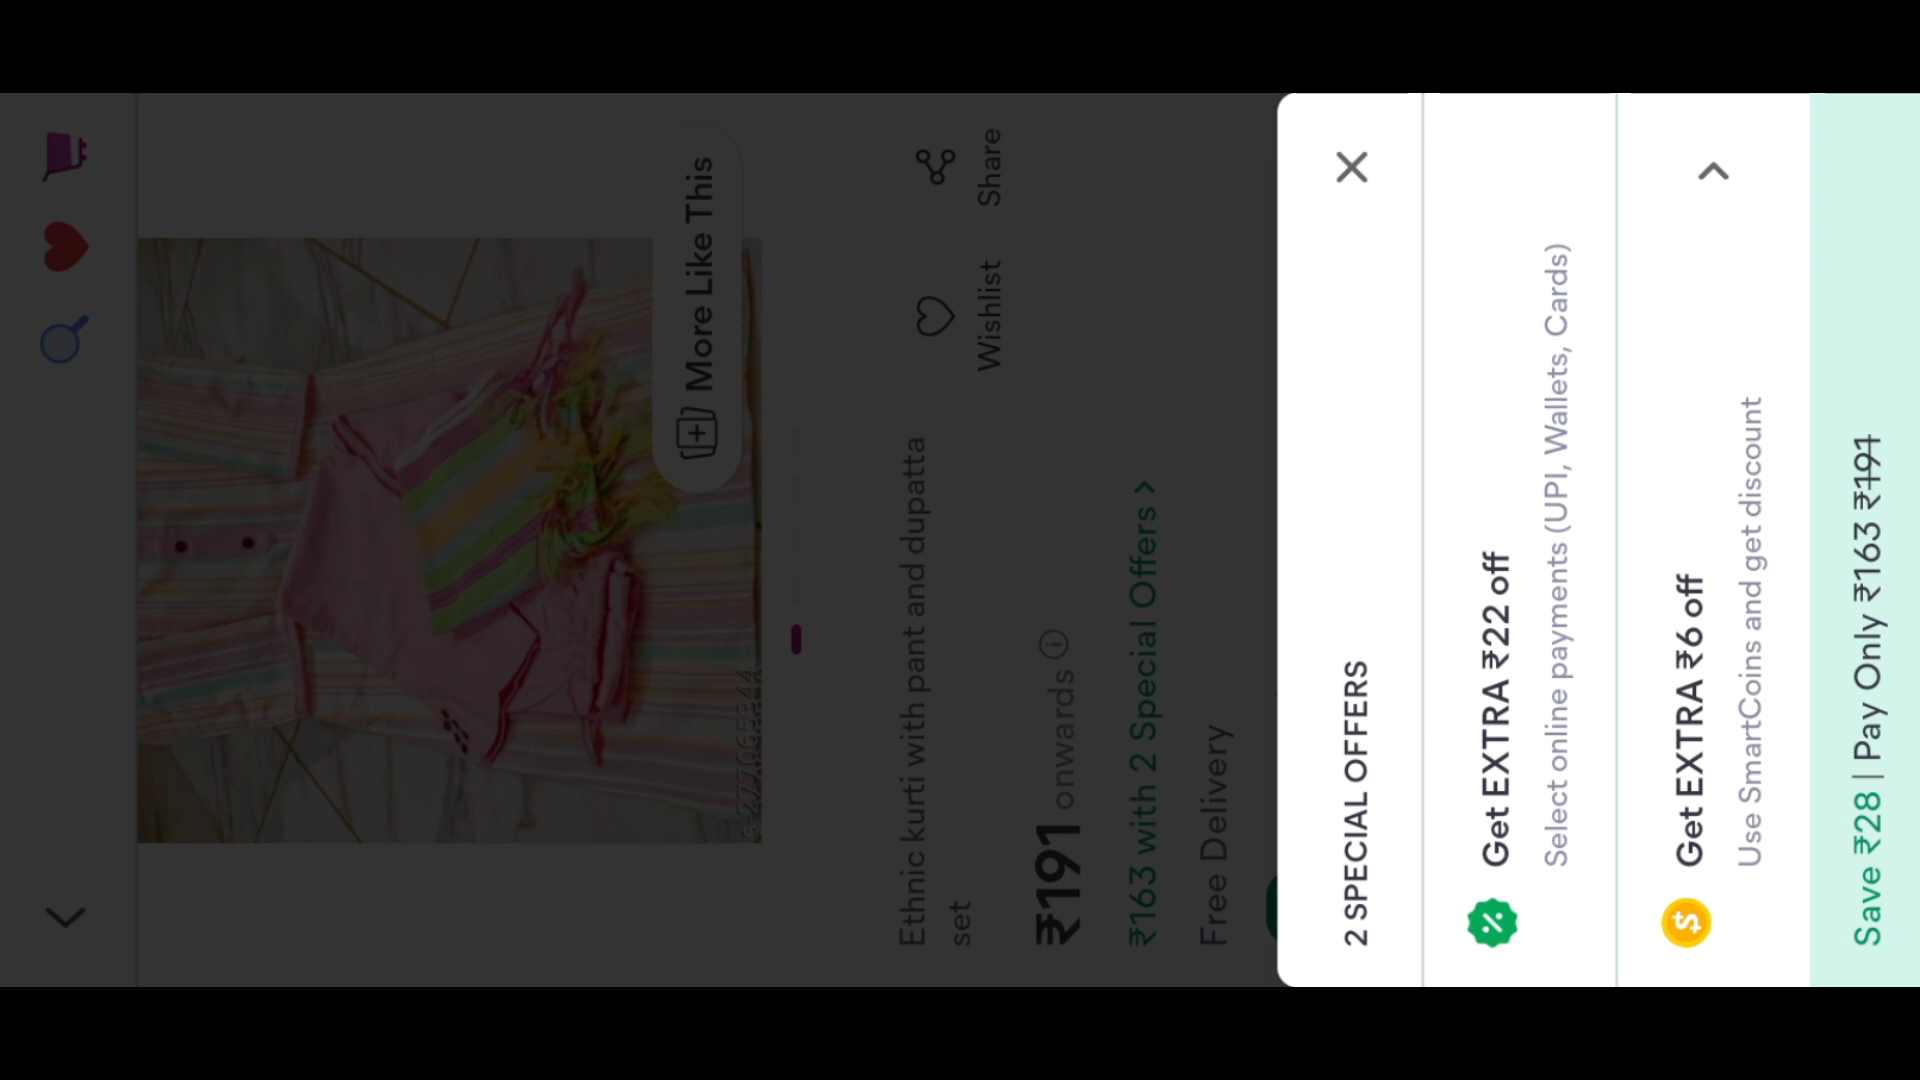 s-277065344
More Like This
Ethnic kurti with pant and dupatta
set
Wishlist
Share
₹191 onwards
₹163 with 2 Special Offers >
Free Delivery
2 SPECIAL OFFERS
Get EXTRA ₹22 off
Select online payments (UPI, Wallets, Cards)
Get EXTRA ₹6 off
Use SmartCoins and get discount
Save ₹28 | Pay Only ₹163 ₹191